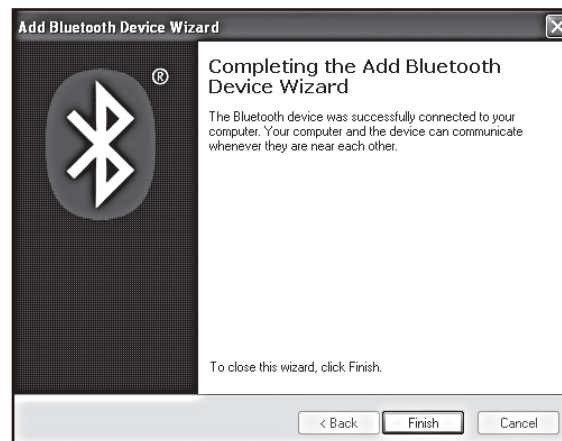 Add Bluetooth Device Wizard
®
Completing the Add Bluetooth
Device Wizard
The Bluetooth device was successfully connected to your
computer. Your computer and the device can communicate
whenever they are near each other.
To close this wizard, click Finish.
< Back Finish Cancel